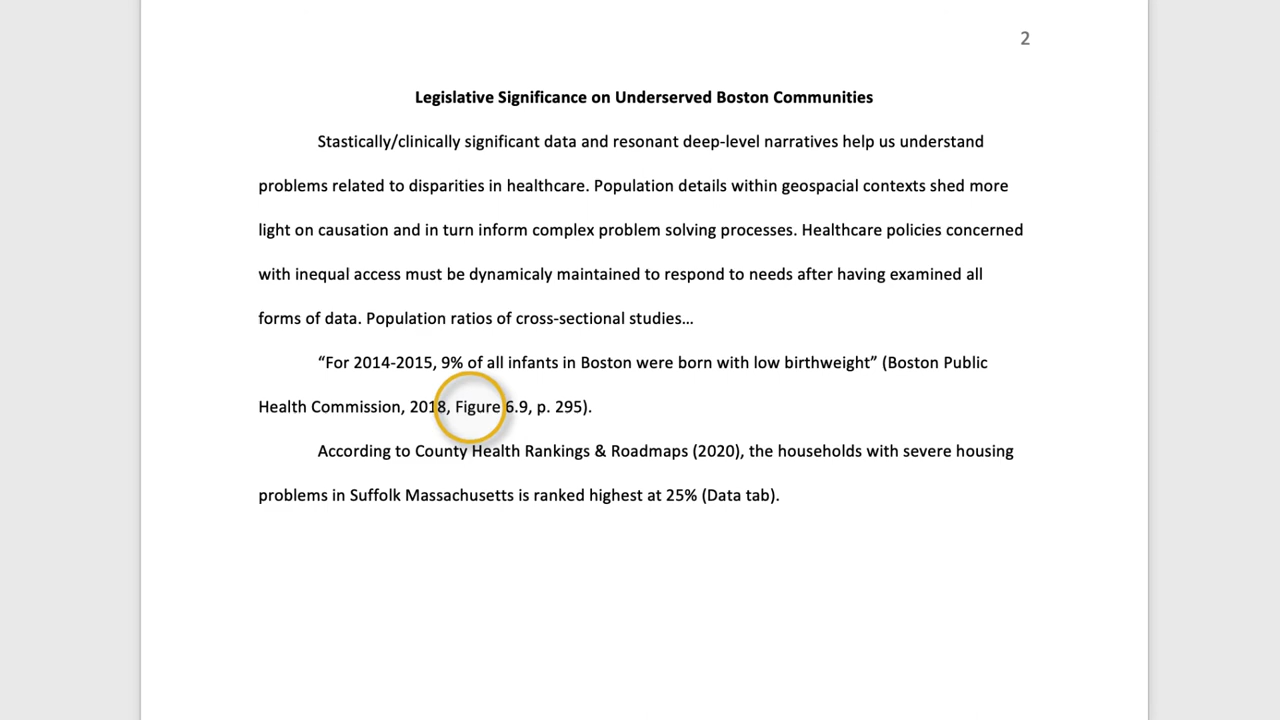 2
Legislative Significance on Underserved Boston Communities
Stastically/clinically significant data and resonant deep-level narratives help us understand
problems related to disparities in healthcare. Population details within geospacial contexts shed more
light on causation and in turn inform complex problem solving processes. Healthcare policies concerned
with inequal access must be dynamicaly maintained to respond to needs after having examined all
forms of data. Population ratios of cross-sectional studies…
“For 2014-2015, 9% of all infants in Boston were born with low birthweight” (Boston Public
Health Commission, 2018, Figure 6.9, p. 295).
According to County Health Rankings & Roadmaps (2020), the households with severe housing
problems in Suffolk Massachusetts is ranked highest at 25% (Data tab).